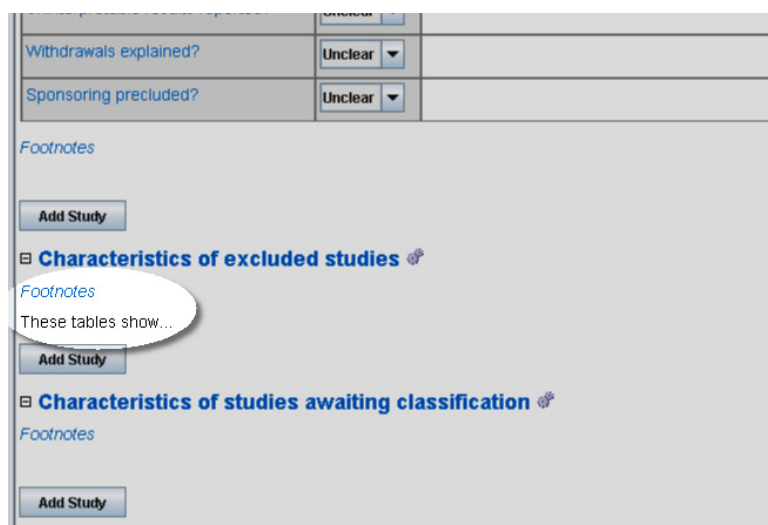 Withdrawals explained? Unclear
Sponsoring precluded? Unclear
Footnotes
Add Study
Characteristics of excluded studies
Footnotes
These tables show...
Add Study
Characteristics of studies awaiting classification
Footnotes
Add Study